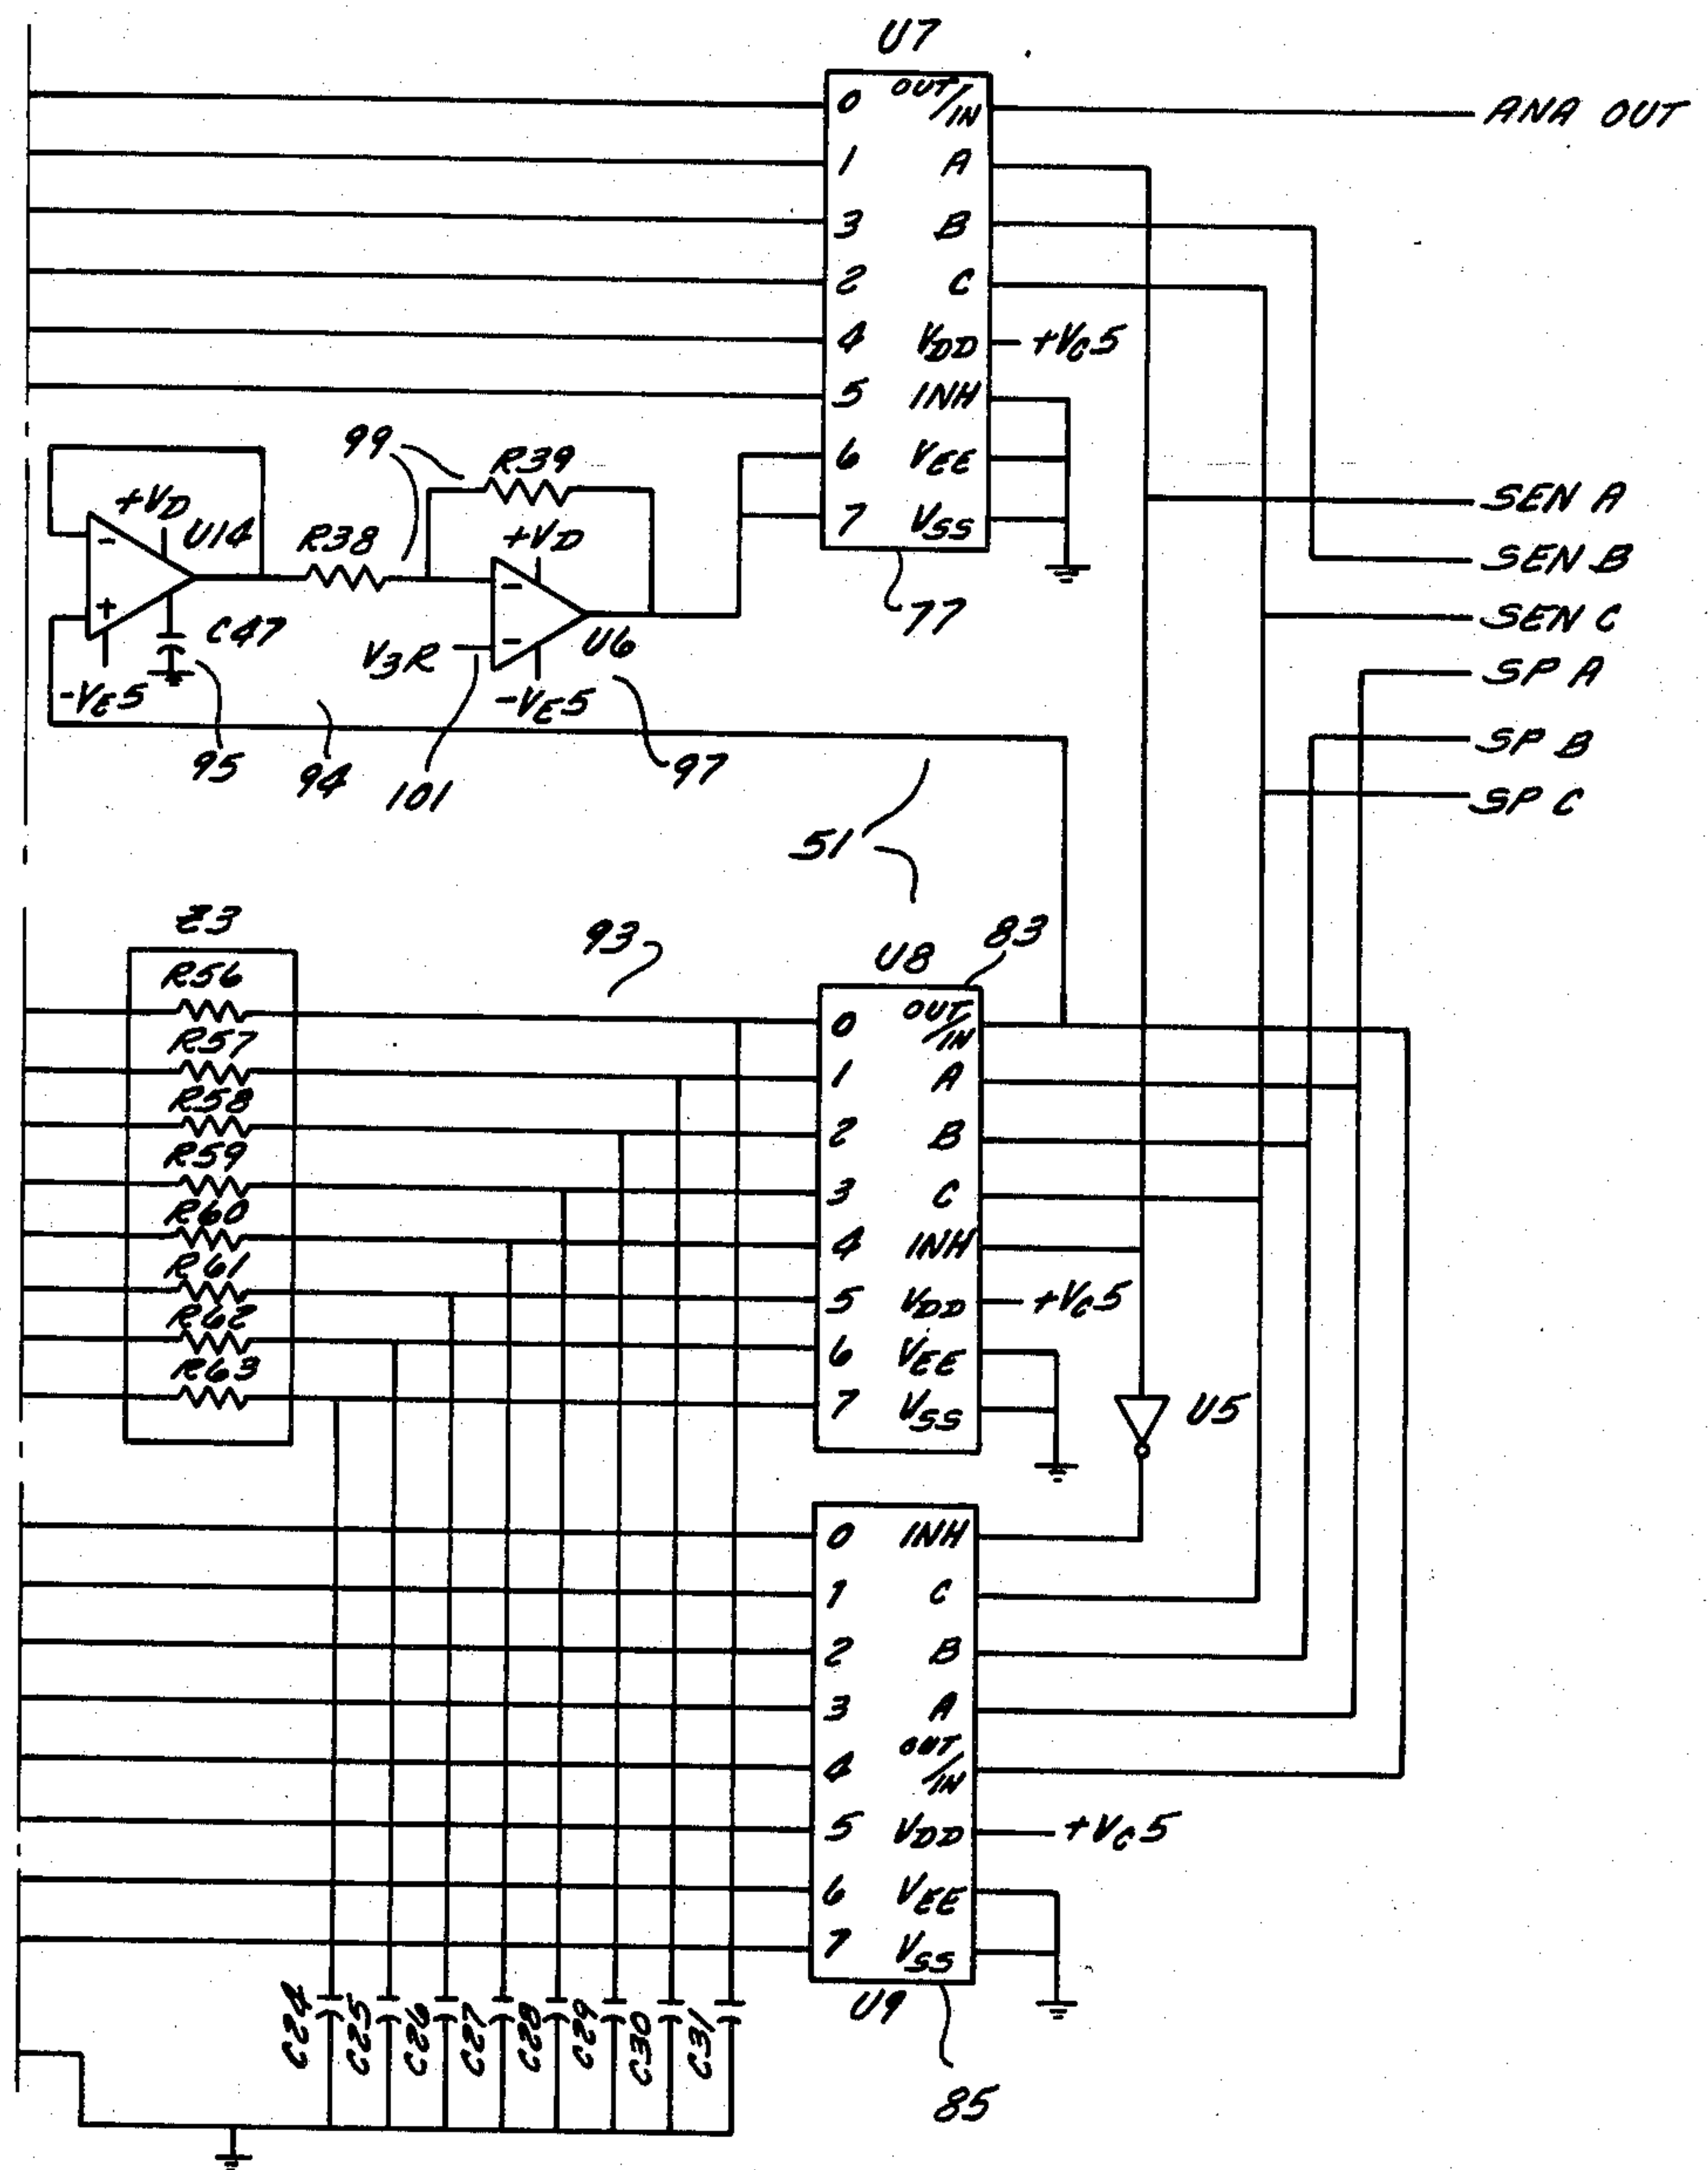 U7
0 OUT/IN
ANA OUT
1 A
3 B
2 C
4 VDD +VC5
5 INH
6 VEE
7 VSS
77
99
R39
+VD
U14
R38
+VD
-
+
C47
-VE5
-
-
V3R
U6
-VE5
95
94
101
97
SEN A
SEN B
SEN C
SP A
SP B
SP C
51
Z3
R56
R57
R58
R59
R60
R61
R62
R63
93
U8
83
0 OUT/IN
1 A
2 B
3 C
4 INH
5 VDD +VC5
6 VEE
7 VSS
U5
0 INH
1 C
2 B
3 A
4 OUT/IN
5 VDD +VC5
6 VEE
7 VSS
U9
85
C24
C25
C26
C27
C28
C29
C30
C31